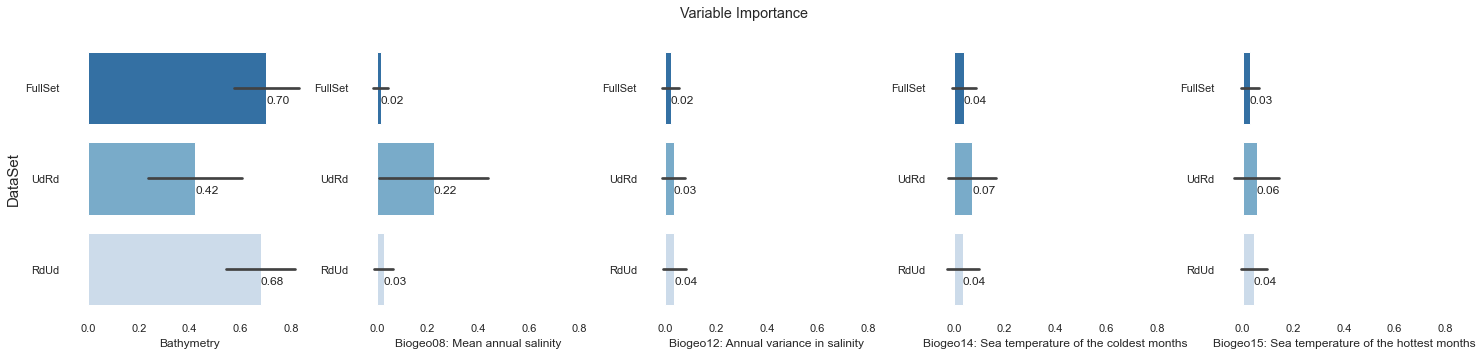 Variable Importance
DataSet
FullSet
0.70
UdRd
0.42
RdUd
0.68
0.0 0.2 0.4 0.6 0.8
Bathymetry
FullSet
0.02
UdRd
0.22
RdUd
0.03
0.0 0.2 0.4 0.6 0.8
Biogeo08: Mean annual salinity
FullSet
0.02
UdRd
0.03
RdUd
0.04
0.0 0.2 0.4 0.6 0.8
Biogeo12: Annual variance in salinity
FullSet
0.04
UdRd
0.07
RdUd
0.04
0.0 0.2 0.4 0.6 0.8
Biogeo14: Sea temperature of the coldest months
FullSet
0.03
UdRd
0.06
RdUd
0.04
0.0 0.2 0.4 0.6 0.8
Biogeo15: Sea temperature of the hottest months